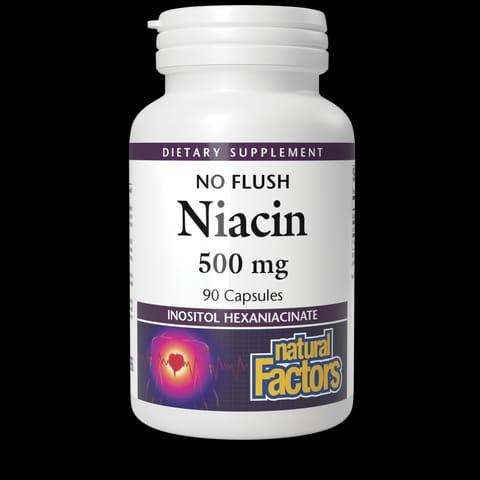 DIETARY SUPPLEMENT
NO FLUSH
Niacin
500 mg
90 Capsules
INOSITOL HEXANIACINATE
natural
Factors